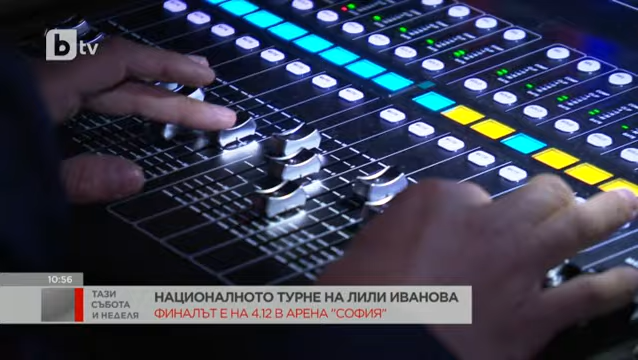 btv
10:56
ТАЗИ
СЪБОТА
И НЕДЕЛЯ
НАЦИОНАЛНОТО ТУРНЕ НА ЛИЛИ ИВАНОВА
ФИНАЛЪТ Е НА 4.12 В АРЕНА "СОФИЯ"